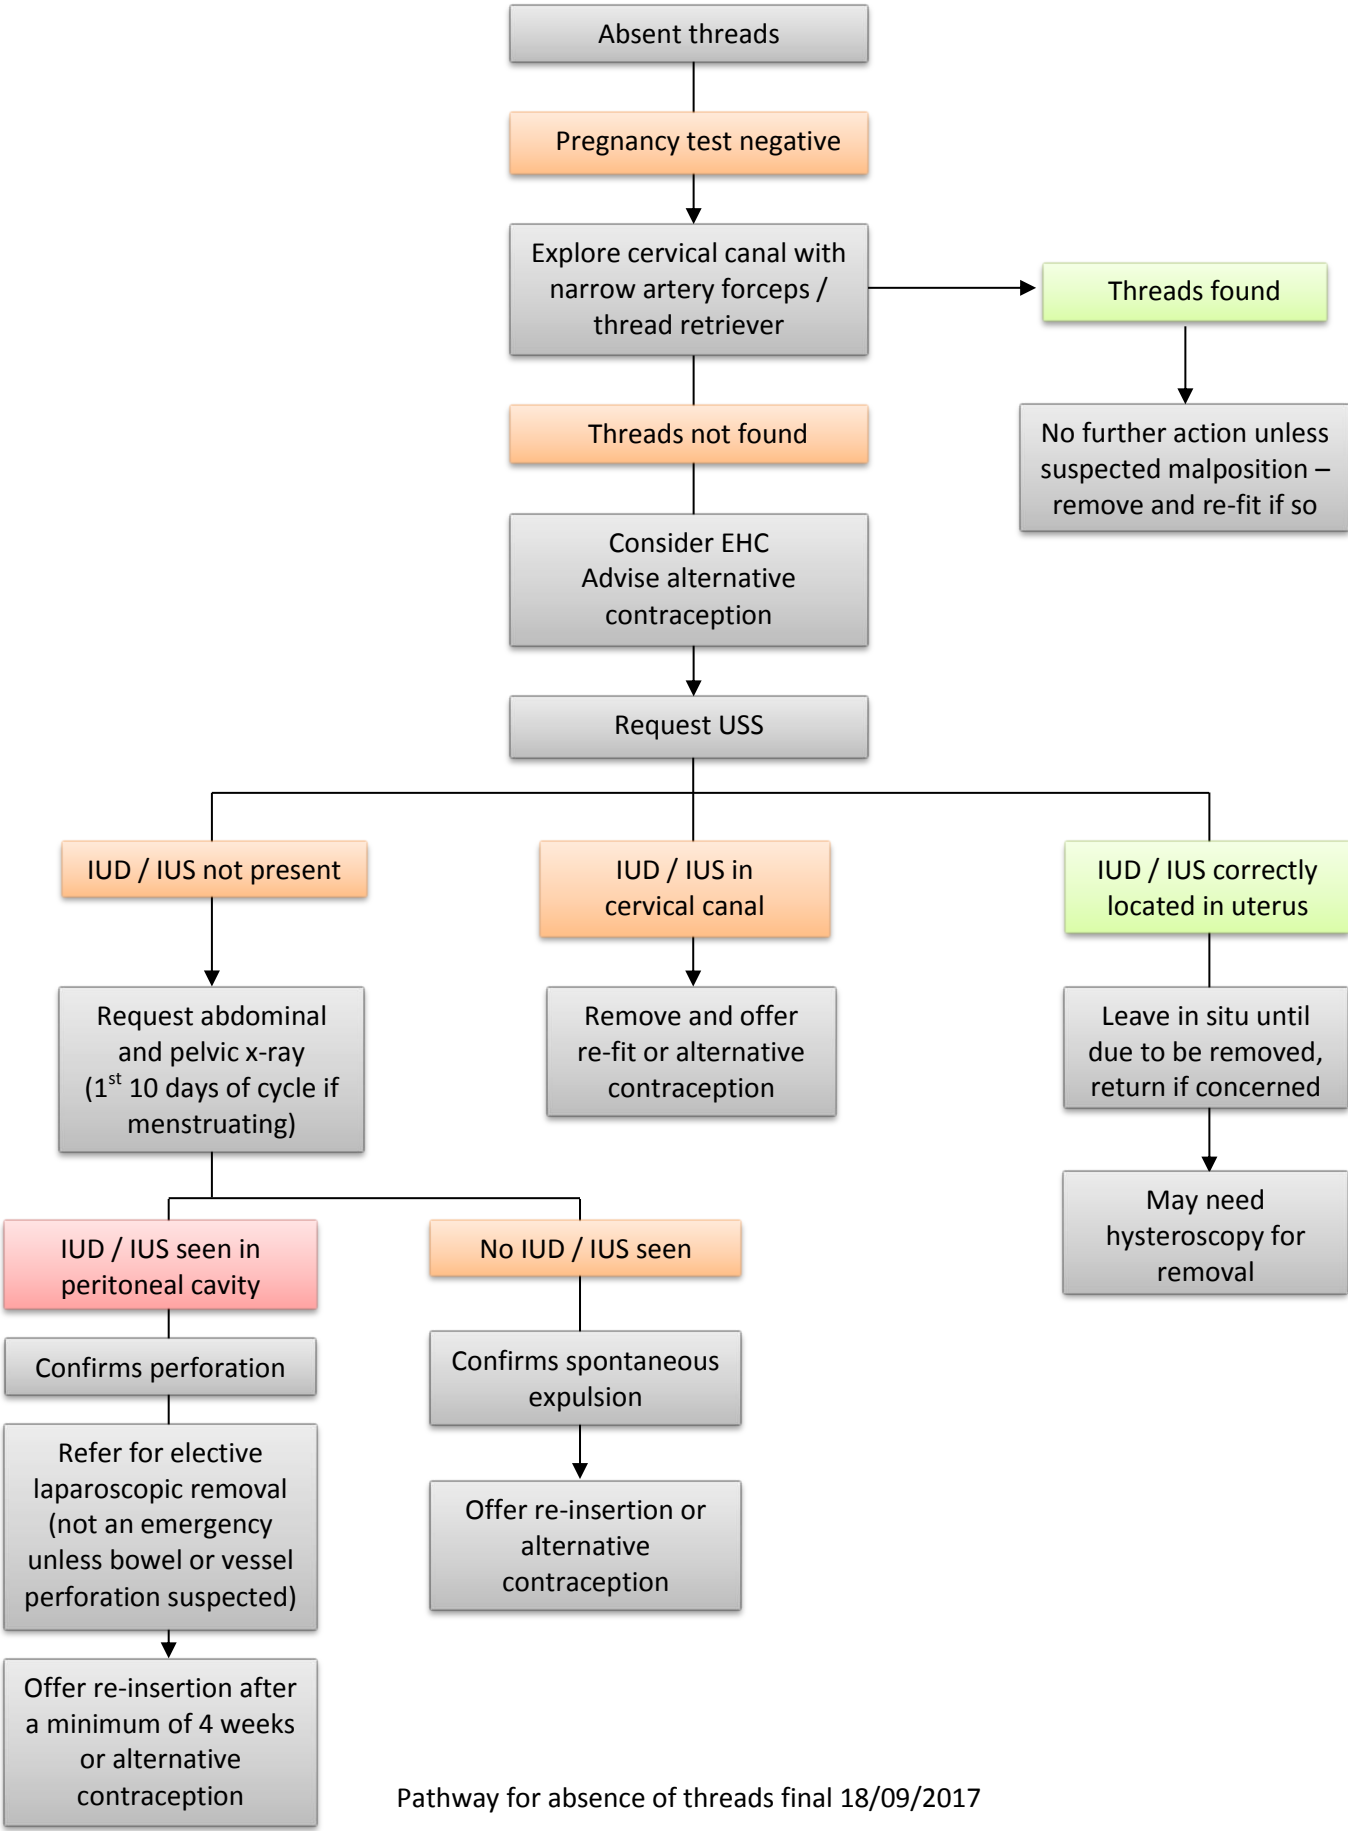 Absent threads
Pregnancy test negative
Explore cervical canal with
narrow artery forceps /
thread retriever
Threads found
No further action unless
suspected malposition –
remove and re-fit if so
Threads not found
Consider EHC
Advise alternative
contraception
Request USS
IUD / IUS not present
IUD / IUS in
cervical canal
IUD / IUS correctly
located in uterus
Request abdominal
and pelvic x-ray
(1st 10 days of cycle if
menstruating)
Remove and offer
re-fit or alternative
contraception
Leave in situ until
due to be removed,
return if concerned
May need
hysteroscopy for
removal
IUD / IUS seen in
peritoneal cavity
No IUD / IUS seen
Confirms perforation
Confirms spontaneous
expulsion
Refer for elective
laparoscopic removal
(not an emergency
unless bowel or vessel
perforation suspected)
Offer re-insertion or
alternative
contraception
Offer re-insertion after
a minimum of 4 weeks
or alternative
contraception
Pathway for absence of threads final 18/09/2017